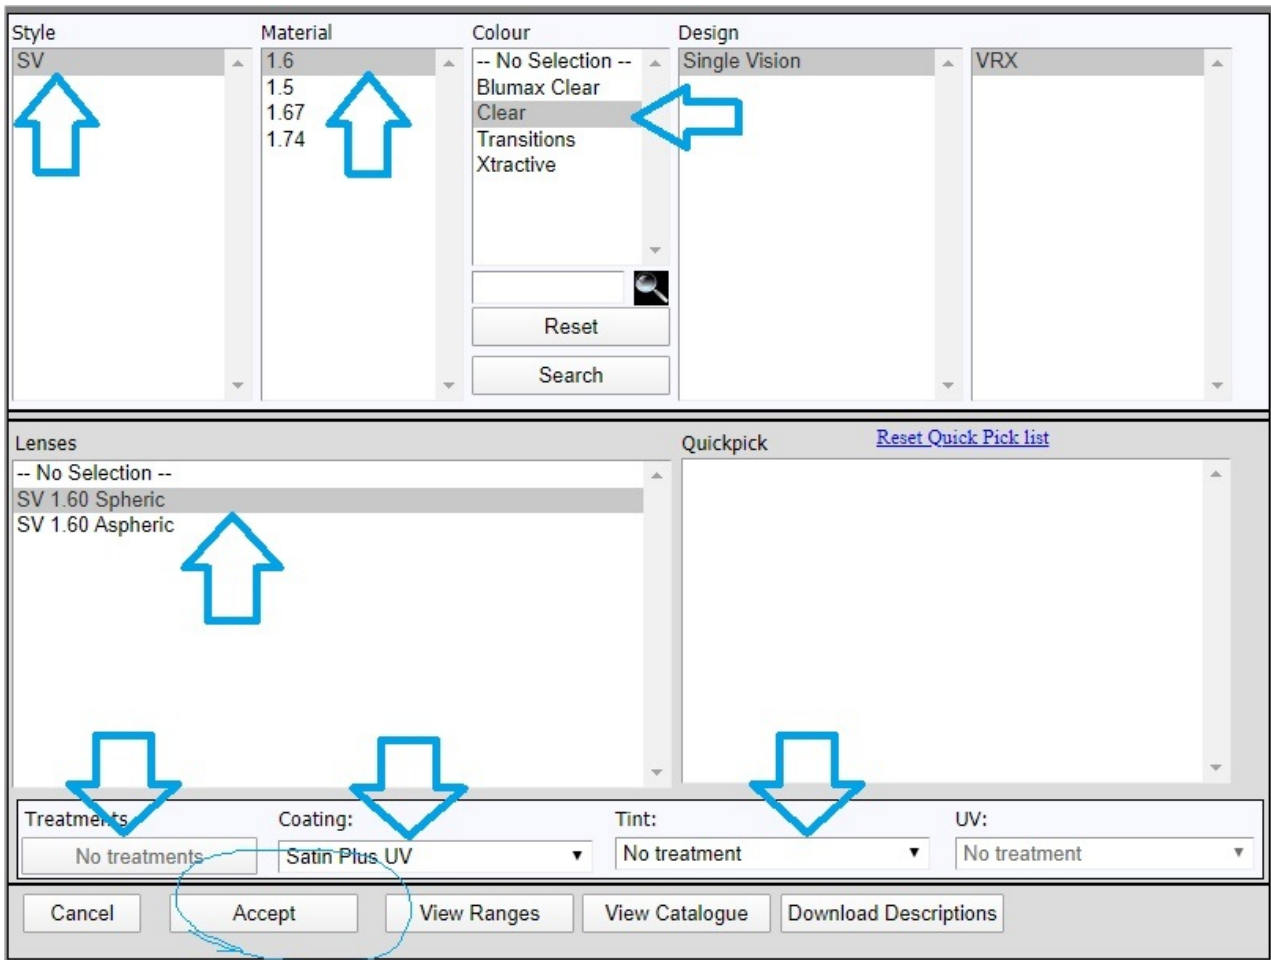 Style
Material
Colour
Design
SV
1.6
1.5
1.67
1.74
-- No Selection --
Blumax Clear
Clear
Transitions
Xtractive
Single Vision
VRX
Reset
Search
Lenses
-- No Selection --
SV 1.60 Spheric
SV 1.60 Aspheric
Quickpick
Reset Quick Pick list
Treatments
No treatments
Coating:
Satin Plus UV
Tint:
No treatment
UV:
No treatment
Cancel
Accept
View Ranges
View Catalogue
Download Descriptions